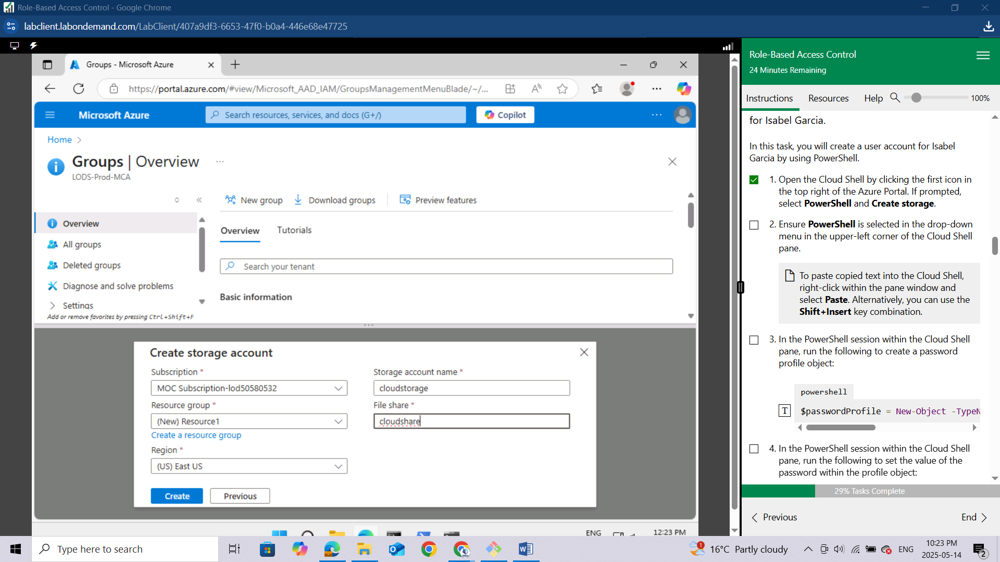 Role-Based Access Control - Google Chrome
labclient.labondemand.com/LabClient/407a9df3-6653-47f0-b0a4-446e68e47725
Groups - Microsoft Azure
https://portal.azure.com/#view/Microsoft_AAD_IAM/GroupsManagementMenuBlade/~/...
Microsoft Azure
Search resources, services, and docs (G+/)
Copilot
Home
Groups | Overview
LODS-Prod-MCA
New group
Download groups
Preview features
Overview
All groups
Deleted groups
Diagnose and solve problems
Settings
Add or remove favorites by pressing Ctrl+Shift+F
Overview
Tutorials
Search your tenant
Basic information
Create storage account
Subscription *
MOC Subscription-lod50580532
Resource group *
(New) Resource1
Create a resource group
Region *
(US) East US
Storage account name *
cloudstorage
File share *
cloudshare
Create
Previous
ENG
12:23 PM
Role-Based Access Control
24 Minutes Remaining
Instructions
Resources
Help
100%
for Isabel Garcia.
In this task, you will create a user account for Isabel
Garcia by using PowerShell.
1. Open the Cloud Shell by clicking the first icon in
the top right of the Azure Portal. If prompted,
select PowerShell and Create storage.
2. Ensure PowerShell is selected in the drop-down
menu in the upper-left corner of the Cloud Shell
pane.
To paste copied text into the Cloud Shell,
right-click within the pane window and
select Paste. Alternatively, you can use the
Shift+Insert key combination.
3. In the PowerShell session within the Cloud Shell
pane, run the following to create a password
profile object:
powershell
T
$passwordProfile = New-Object -TypeN
4. In the PowerShell session within the Cloud Shell
pane, run the following to set the value of the
password within the profile object:
29% Tasks Complete
Previous
End
Type here to search
1
16°C Partly cloudy
ENG
10:23 PM
2025-05-14
2